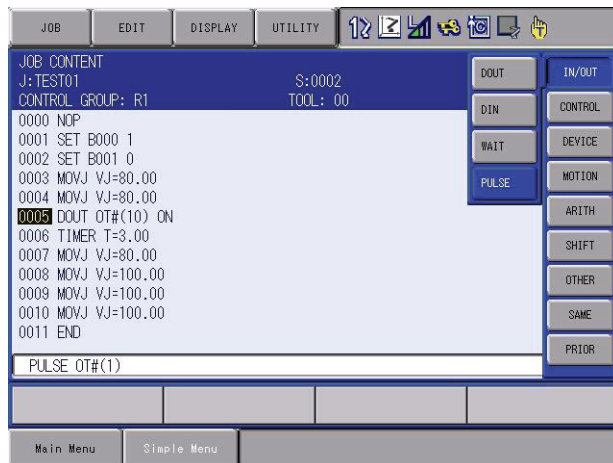 JOB EDIT DISPLAY UTILITY
JOB CONTENT
J:TEST01 S:0002
CONTROL GROUP: R1 TOOL: 00
0000 NOP
0001 SET B000 1
0002 SET B001 0
0003 MOVJ VJ=80.00
0004 MOVJ VJ=80.00
0005 DOUT OT#(10) ON
0006 TIMER T=3.00
0007 MOVJ VJ=80.00
0008 MOVJ VJ=100.00
0009 MOVJ VJ=100.00
0010 MOVJ VJ=100.00
0011 END
PULSE OT#(1)
DOUT
DIN
WAIT
PULSE
IN/OUT
CONTROL
DEVICE
MOTION
ARITH
SHIFT
OTHER
SAME
PRIOR
Main Menu Simple Menu